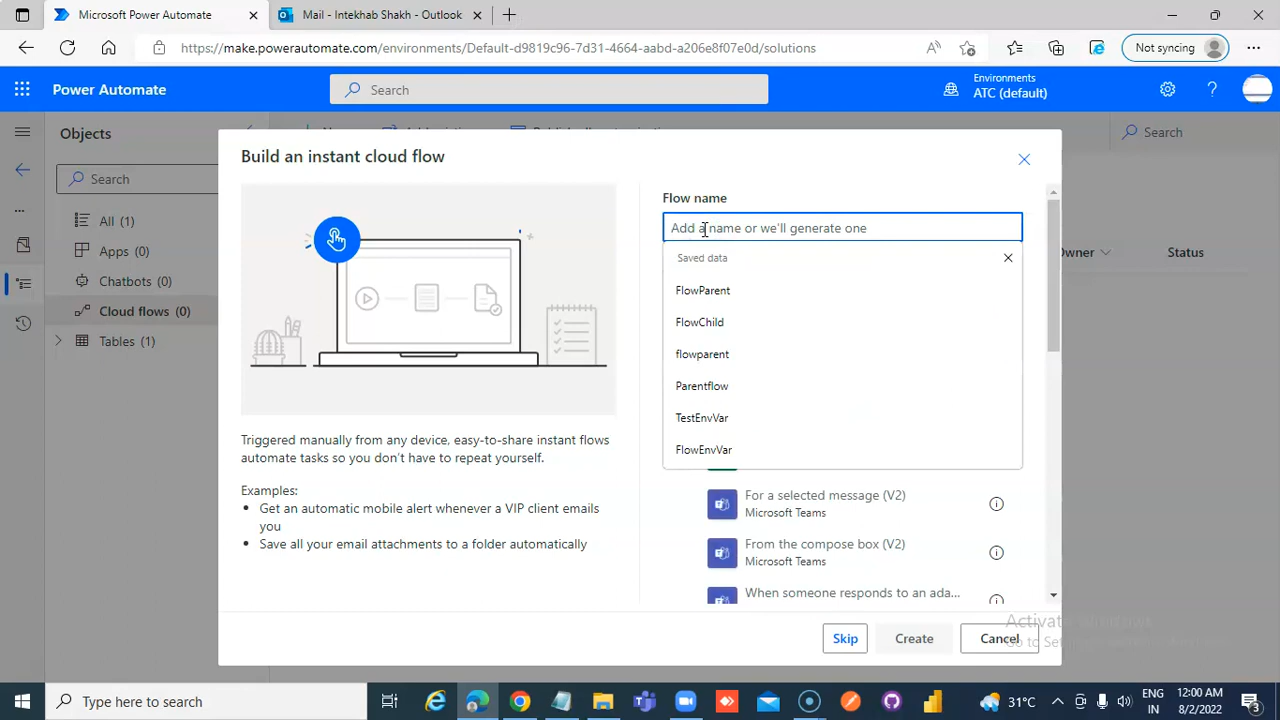 Microsoft Power Automate
Mail - Intekhab Shakh - Outlook
https://make.powerautomate.com/environments/Default-d9819c96-7d31-4664-aabd-a206e8f07e0d/solutions
Not syncing
Power Automate
Search
Environments
ATC (default)
Objects
Search
Search
All (1)
Apps (0)
Chatbots (0)
Cloud flows (0)
Tables (1)
Status
Build an instant cloud flow
Flow name
Add a name or we'll generate one
Saved data
FlowParent
FlowChild
flowparent
Parentflow
TestEnvVar
FlowEnvVar
Triggered manually from any device, easy-to-share instant flows
automate tasks so you don't have to repeat yourself.
Examples:
Get an automatic mobile alert whenever a VIP client emails
you
Save all your email attachments to a folder automatically
For a selected message (V2)
Microsoft Teams
From the compose box (V2)
Microsoft Teams
When someone responds to an ada...
Skip
Create
Cancel
Activate Windows
Type here to search
31°C
ENG
IN
12:00 AM
8/2/2022
3